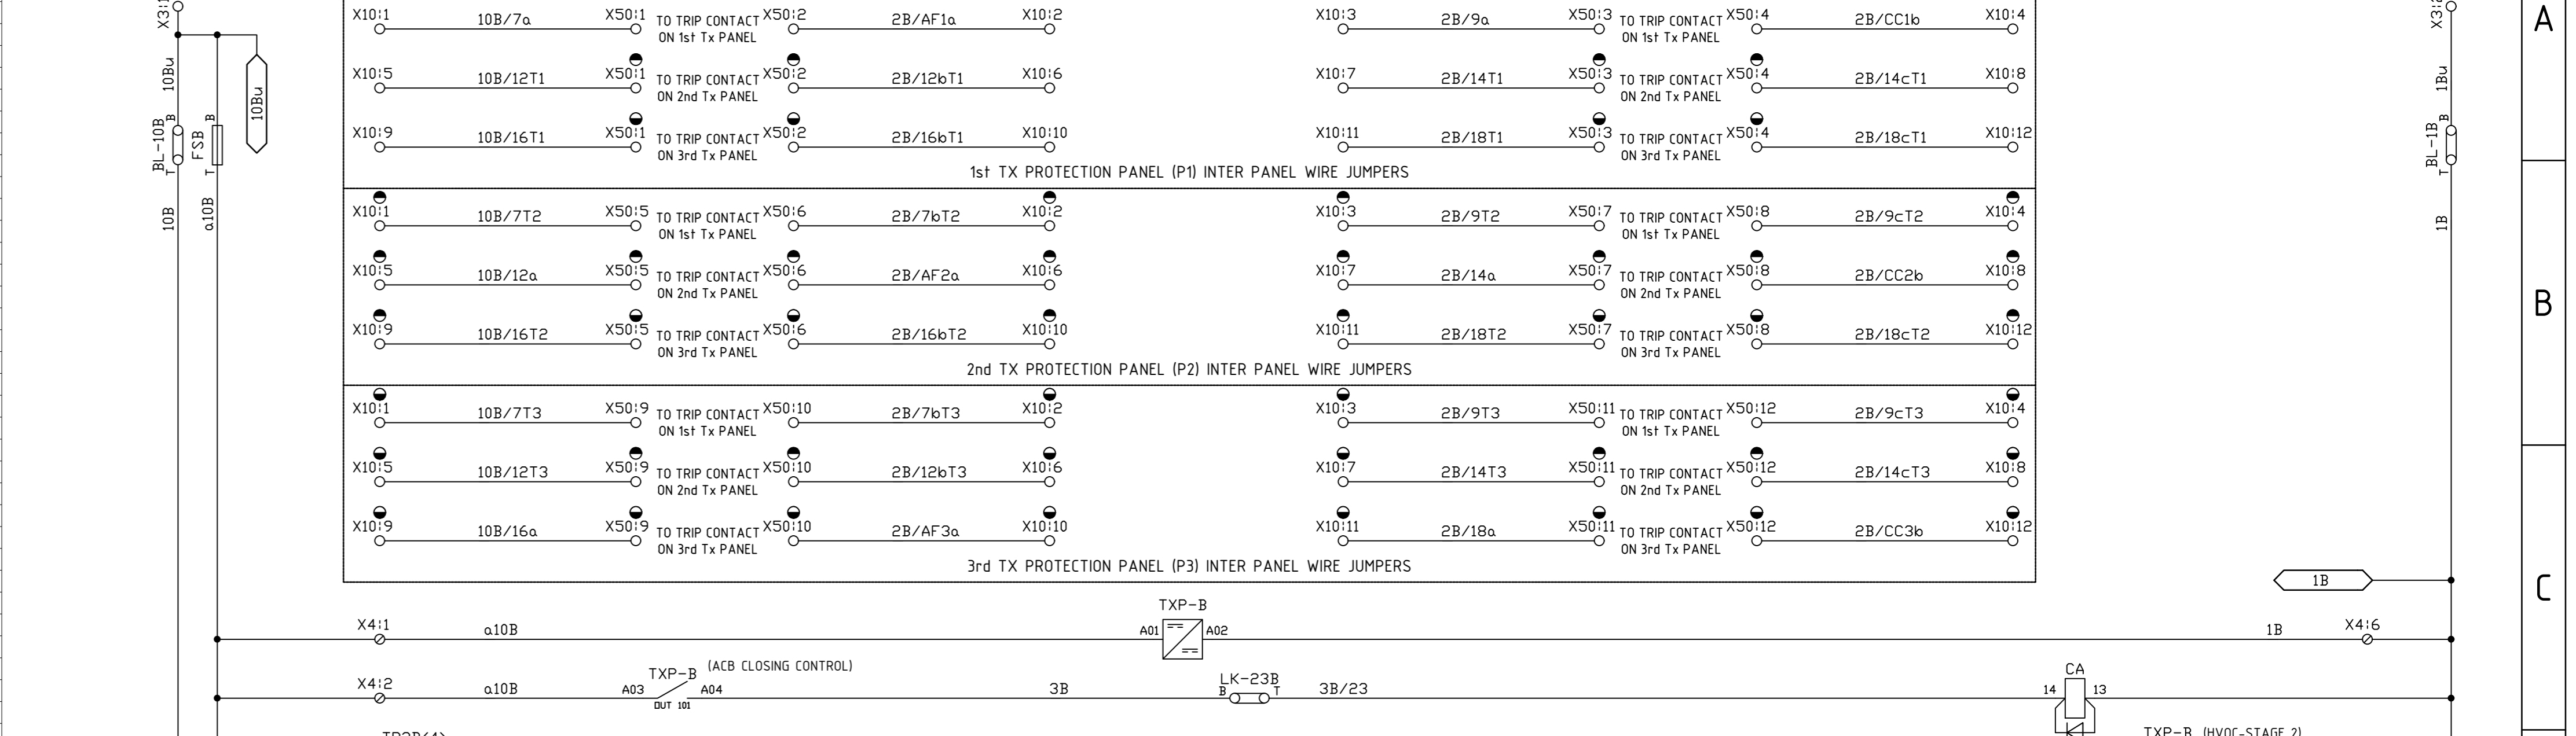 X3:1
X10:1 10B/7a X50:1 TO TRIP CONTACT X50:2 2B/AF1a X10:2 X10:3 2B/9a X50:3 TO TRIP CONTACT X50:4 2B/CC1b X10:4
ON 1st Tx PANEL ON 1st Tx PANEL
A
10Bu
10Bu
1Bu
X10:5 10B/12T1 X50:1 TO TRIP CONTACT X50:2 2B/12bT1 X10:6 X10:7 2B/14T1 X50:3 TO TRIP CONTACT X50:4 2B/14cT1 X10:8
ON 2nd Tx PANEL ON 2nd Tx PANEL
BL-10B B T
FSB B T
BL-1B B T
X10:9 10B/16T1 X50:1 TO TRIP CONTACT X50:2 2B/16bT1 X10:10 X10:11 2B/18T1 X50:3 TO TRIP CONTACT X50:4 2B/18cT1 X10:12
ON 3rd Tx PANEL ON 3rd Tx PANEL
1st TX PROTECTION PANEL (P1) INTER PANEL WIRE JUMPERS
10B
a10B
1B
X10:1 10B/7T2 X50:5 TO TRIP CONTACT X50:6 2B/7bT2 X10:2 X10:3 2B/9T2 X50:7 TO TRIP CONTACT X50:8 2B/9cT2 X10:4
ON 1st Tx PANEL ON 1st Tx PANEL
X10:5 10B/12a X50:5 TO TRIP CONTACT X50:6 2B/AF2a X10:6 X10:7 2B/14a X50:7 TO TRIP CONTACT X50:8 2B/CC2b X10:8
ON 2nd Tx PANEL ON 2nd Tx PANEL
B
X10:9 10B/16T2 X50:5 TO TRIP CONTACT X50:6 2B/16bT2 X10:10 X10:11 2B/18T2 X50:7 TO TRIP CONTACT X50:8 2B/18cT2 X10:12
ON 3rd Tx PANEL ON 3rd Tx PANEL
2nd TX PROTECTION PANEL (P2) INTER PANEL WIRE JUMPERS
X10:1 10B/7T3 X50:9 TO TRIP CONTACT X50:10 2B/7bT3 X10:2 X10:3 2B/9T3 X50:11 TO TRIP CONTACT X50:12 2B/9cT3 X10:4
ON 1st Tx PANEL ON 1st Tx PANEL
X10:5 10B/12T3 X50:9 TO TRIP CONTACT X50:10 2B/12bT3 X10:6 X10:7 2B/14T3 X50:11 TO TRIP CONTACT X50:12 2B/14cT3 X10:8
ON 2nd Tx PANEL ON 2nd Tx PANEL
X10:9 10B/16a X50:9 TO TRIP CONTACT X50:10 2B/AF3a X10:10 X10:11 2B/18a X50:11 TO TRIP CONTACT X50:12 2B/CC3b X10:12
ON 3rd Tx PANEL ON 3rd Tx PANEL
3rd TX PROTECTION PANEL (P3) INTER PANEL WIRE JUMPERS
1B
C
TXP-B
X4:1 a10B A01 A02 1B X4:6
TXP-B (ACB CLOSING CONTROL)
X4:2 a10B A03 A04 3B LK-23B B T 3B/23 CA 14 13
OUT 101
TXP-B (HVOC-STAGE 2)